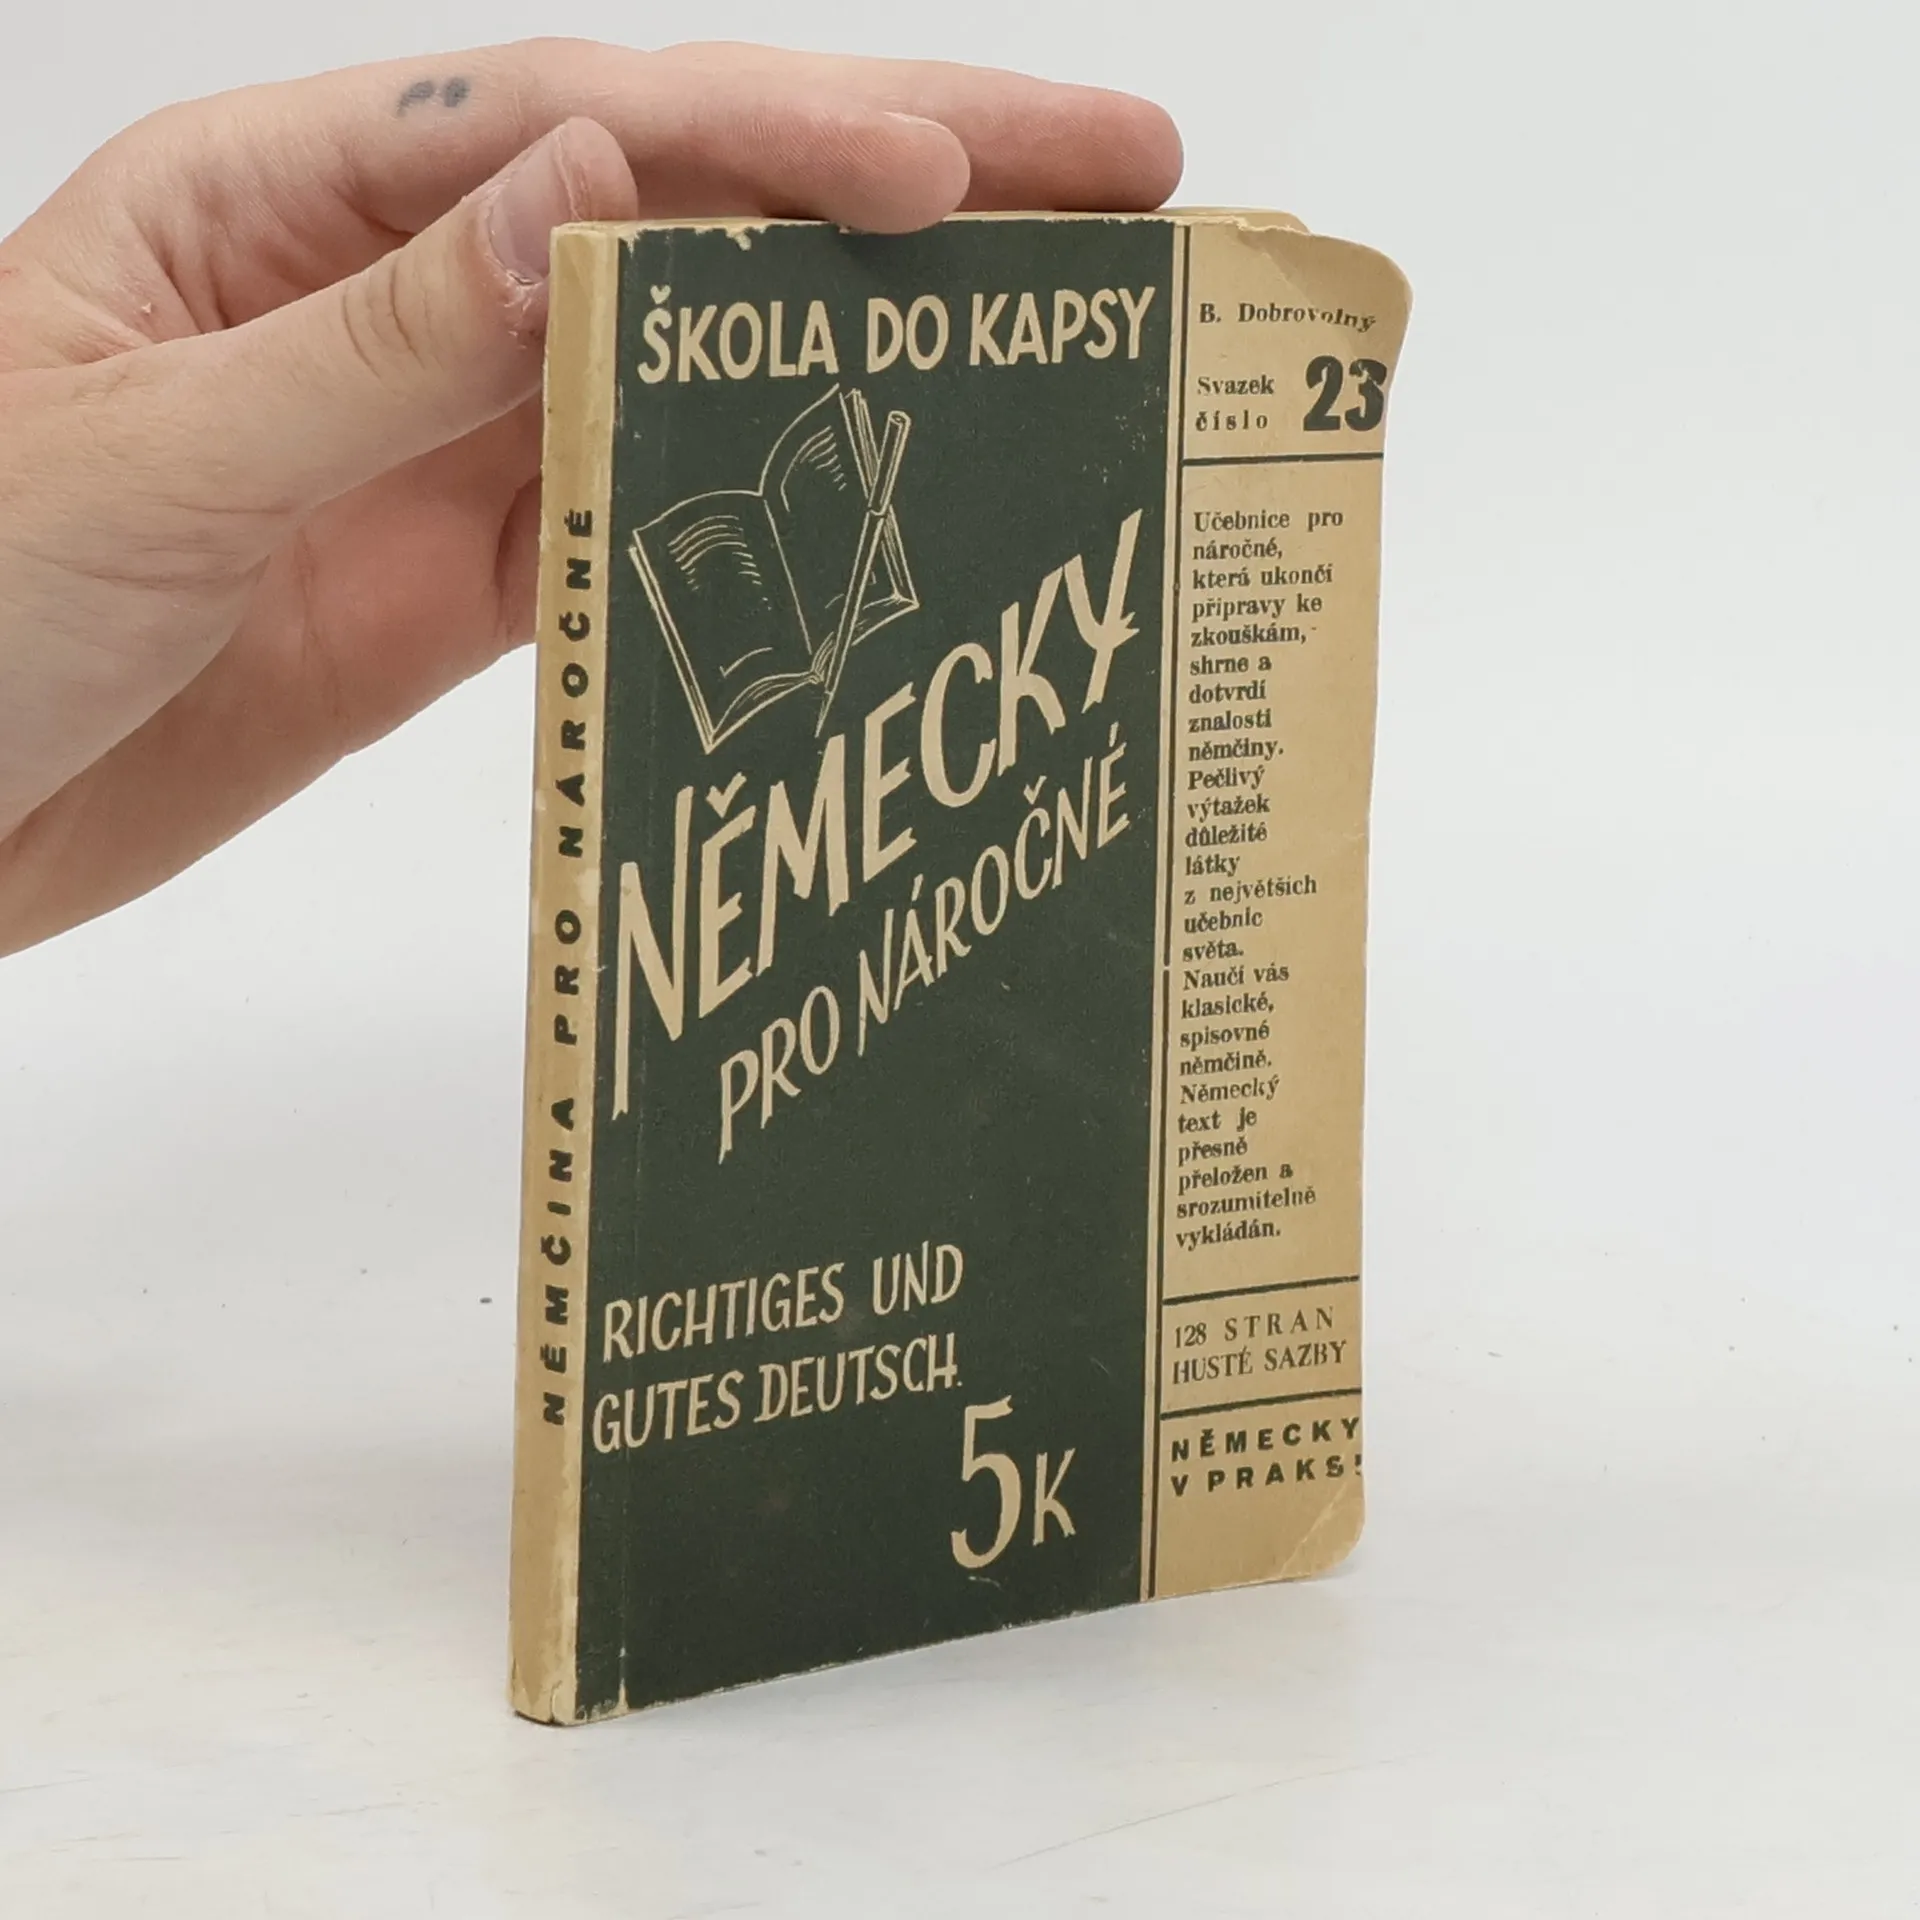 NĚMČINA PRO NÁROČNÉ
ŠKOLA DO KAPSY
NĚMECKY
PRO NÁROČNÉ
RICHTIGES UND
GUTES DEUTSCH.
5K
B. Dobrovolný
Svazek
číslo 23
Učebnice pro
náročné,
která ukončí
přípravy ke
zkouškám,
shrne a
dotvrdí
znalosti
němčiny.
Pečlivý
výtažek
důležité
látky
z největších
učebnic
světa.
Naučí vás
klasické,
spisovné
němčině.
Německý
text je
přesně
přeložen a
srozumitelně
vykládán.
128 STRAN
HUSTÉ SAZBY
NĚMECKY
V PRAKSI